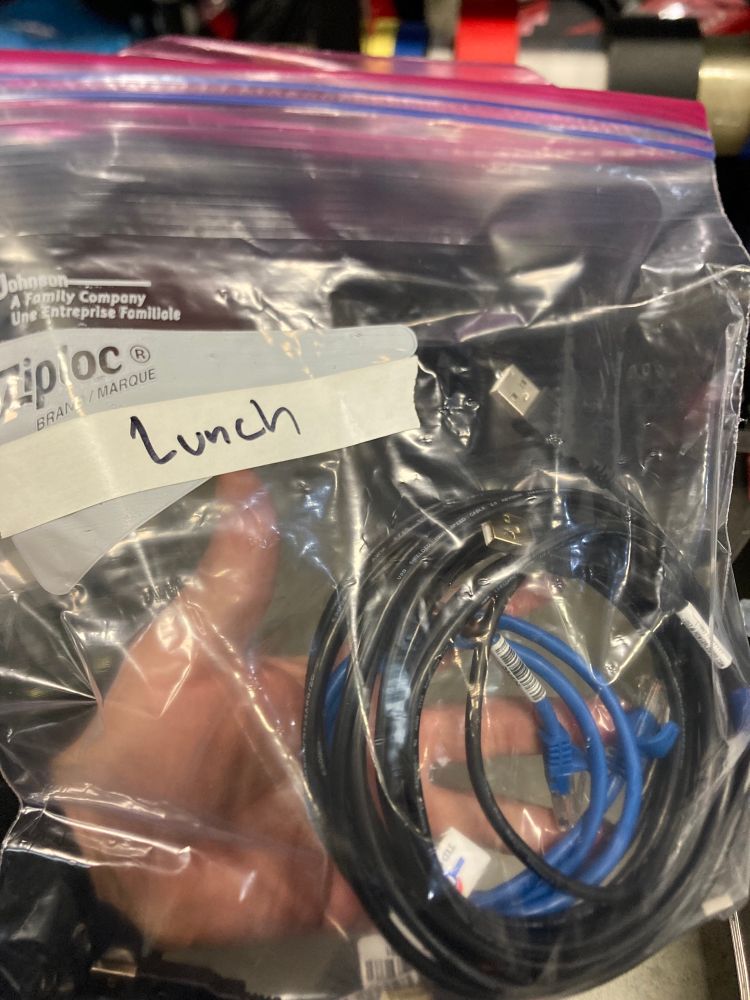 Johnson
A Family Company
Une Entreprise Familiale
Ziploc®
BRAND / MARQUE
Lunch